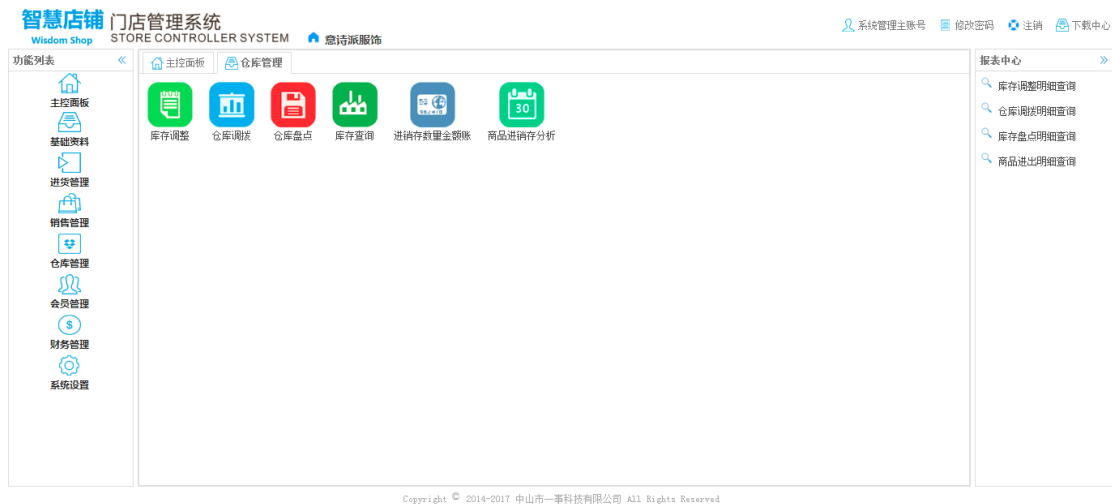 智慧店铺 门店管理系统
Wisdom Shop STORE CONTROLLER SYSTEM 意诗派服饰
系统管理主账号 修改密码 注销 下载中心
功能列表 «
主控面板
基础资料
进货管理
销售管理
仓库管理
会员管理
财务管理
系统设置
主控面板 仓库管理
库存调整 仓库调拨 仓库盘点 库存查询 进销存数量金额账 商品进销存分析
30
报表中心 »
库存调整明细查询
仓库调拨明细查询
库存盘点明细查询
商品进出明细查询
Copyright © 2014-2017 中山市一事科技有限公司 All Rights Reserved